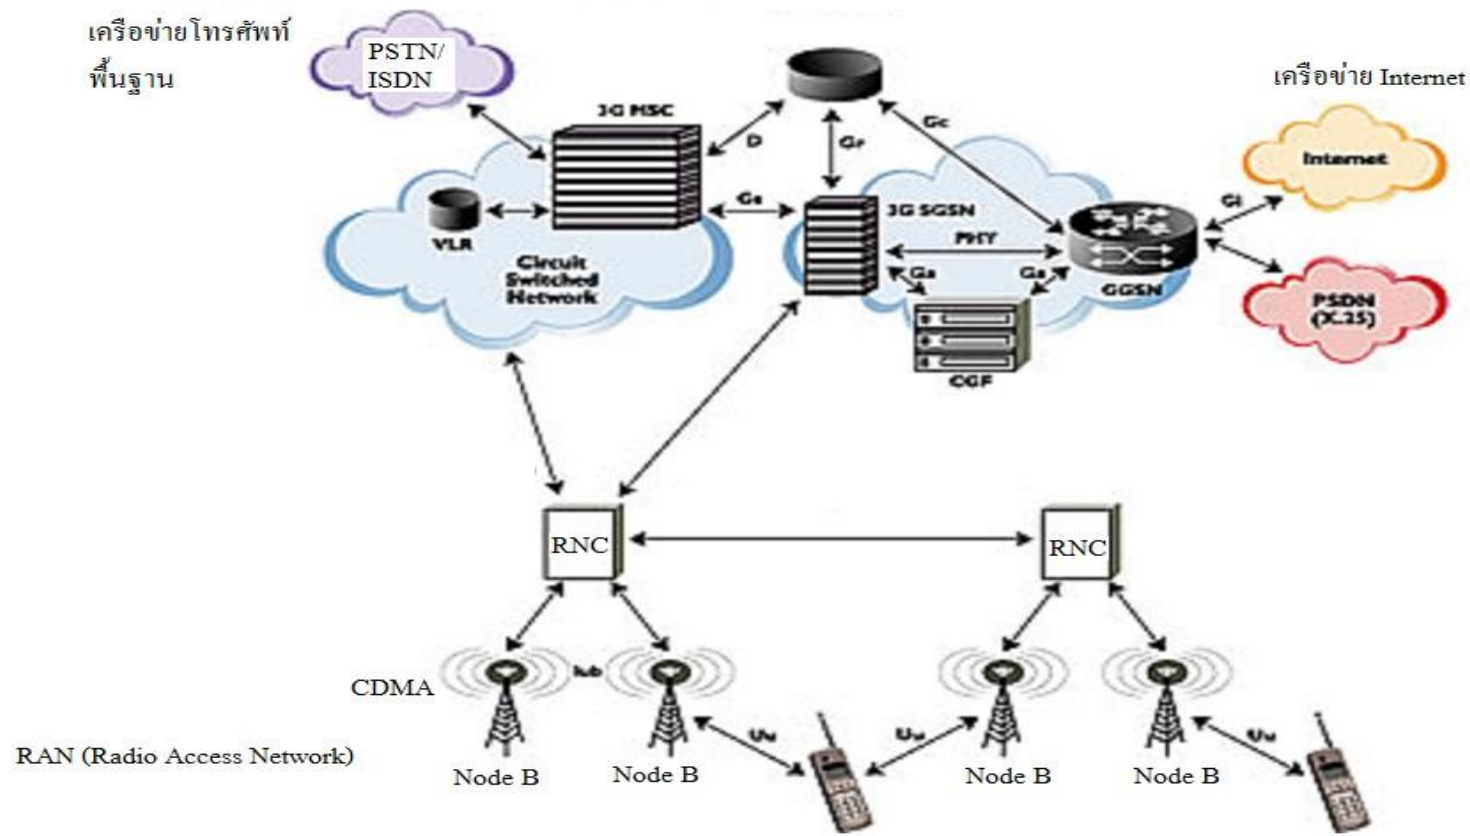 เครือข่ายโทรศัพท์
พื้นฐาน
PSTN/
ISDN
เครือข่าย Internet
3G MSC
D
Gr
Gc
Internet
VLR
Gs
3G SGSN
PHY
Gi
Circuit
Switched
Network
Ga
Ga
GGSN
PSDN
(X.25)
CGF
RNC
RNC
CDMA
Iub
RAN (Radio Access Network)
Node B
Node B
Uu
Uu
Node B
Node B
Uu